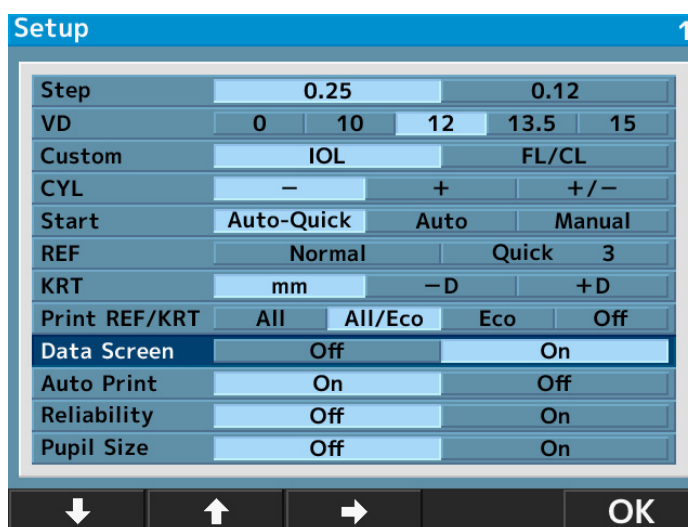 Setup 1
Step 0.25 0.12
VD 0 10 12 13.5 15
Custom IOL FL/CL
CYL − + +/−
Start Auto-Quick Auto Manual
REF Normal Quick 3
KRT mm −D +D
Print REF/KRT All All/Eco Eco Off
Data Screen Off On
Auto Print On Off
Reliability Off On
Pupil Size Off On
OK